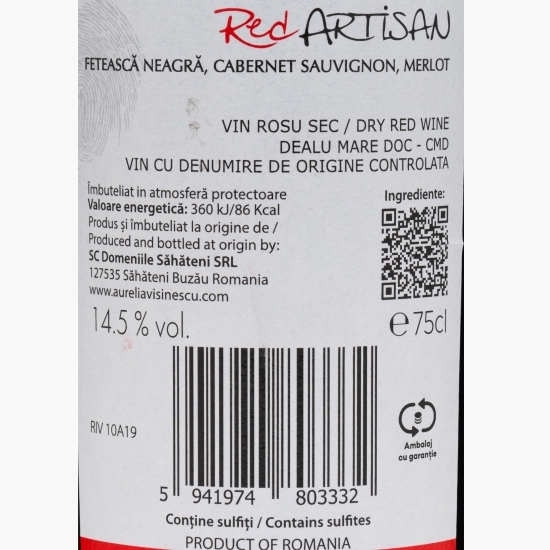 Red ARTiSAN
FETEASCĂ NEAGRĂ, CABERNET SAUVIGNON, MERLOT
VIN ROSU SEC / DRY RED WINE
DEALU MARE DOC - CMD
VIN CU DENUMIRE DE ORIGINE CONTROLATA
Îmbuteliat in atmosferă protectoare
Valoare energetică: 360 kJ/86 Kcal
Produs și îmbuteliat la origine de /
Produced and bottled at origin by:
SC Domeniile Săhăteni SRL
127535 Săhăteni Buzău Romania
www.aureliavisinescu.com
Ingrediente:
14.5 % vol.
e 75cl
RIV 10A19
Ambalaj
cu garanție
5 941974 803332
Conține sulfiți / Contains sulfites
PRODUCT OF ROMANIA